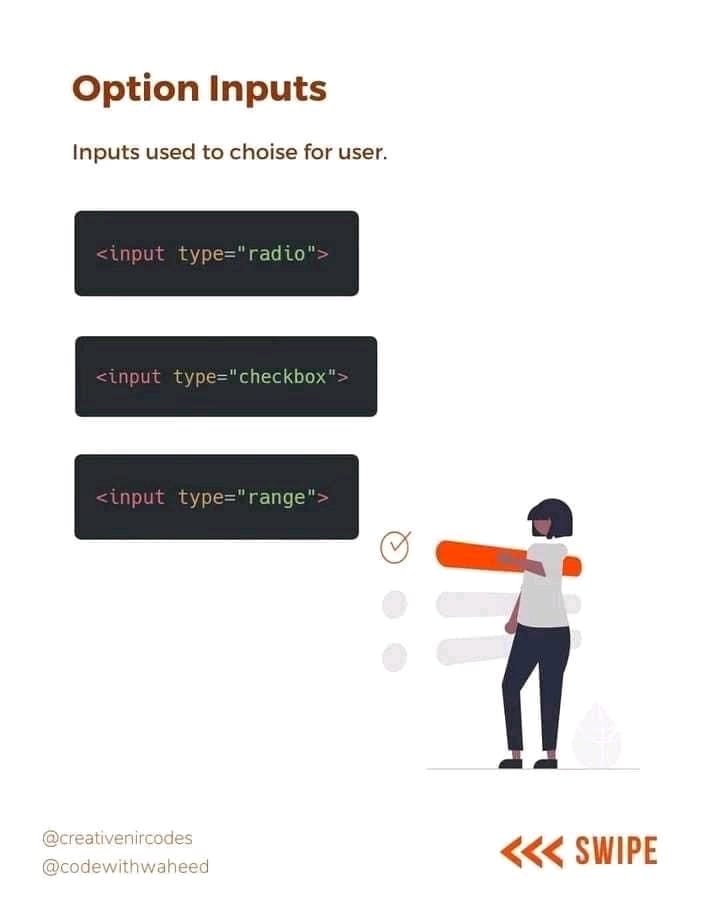 Option Inputs
Inputs used to choise for user.
<input type="radio">
<input type="checkbox">
<input type="range">
@creativenircodes
@codewithwaheed
<<< SWIPE